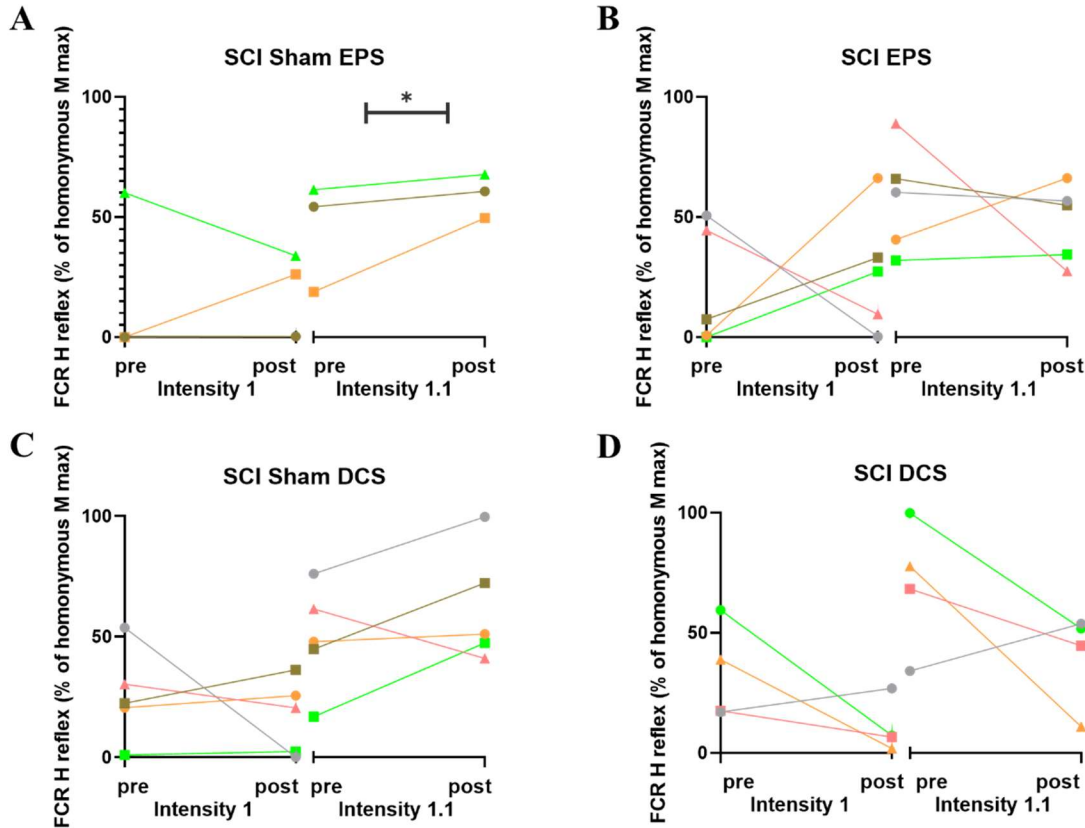 A
SCI Sham EPS
FCR H reflex (% of homonymous M max)
100
50
0
*
pre post pre post
Intensity 1 Intensity 1.1
B
SCI EPS
FCR H reflex (% of homonymous M max)
100
50
0
pre post pre post
Intensity 1 Intensity 1.1
C
SCI Sham DCS
FCR H reflex (% of homonymous M max)
100
50
0
pre post pre post
Intensity 1 Intensity 1.1
D
SCI DCS
FCR H reflex (% of homonymous M max)
100
50
0
pre post pre post
Intensity 1 Intensity 1.1